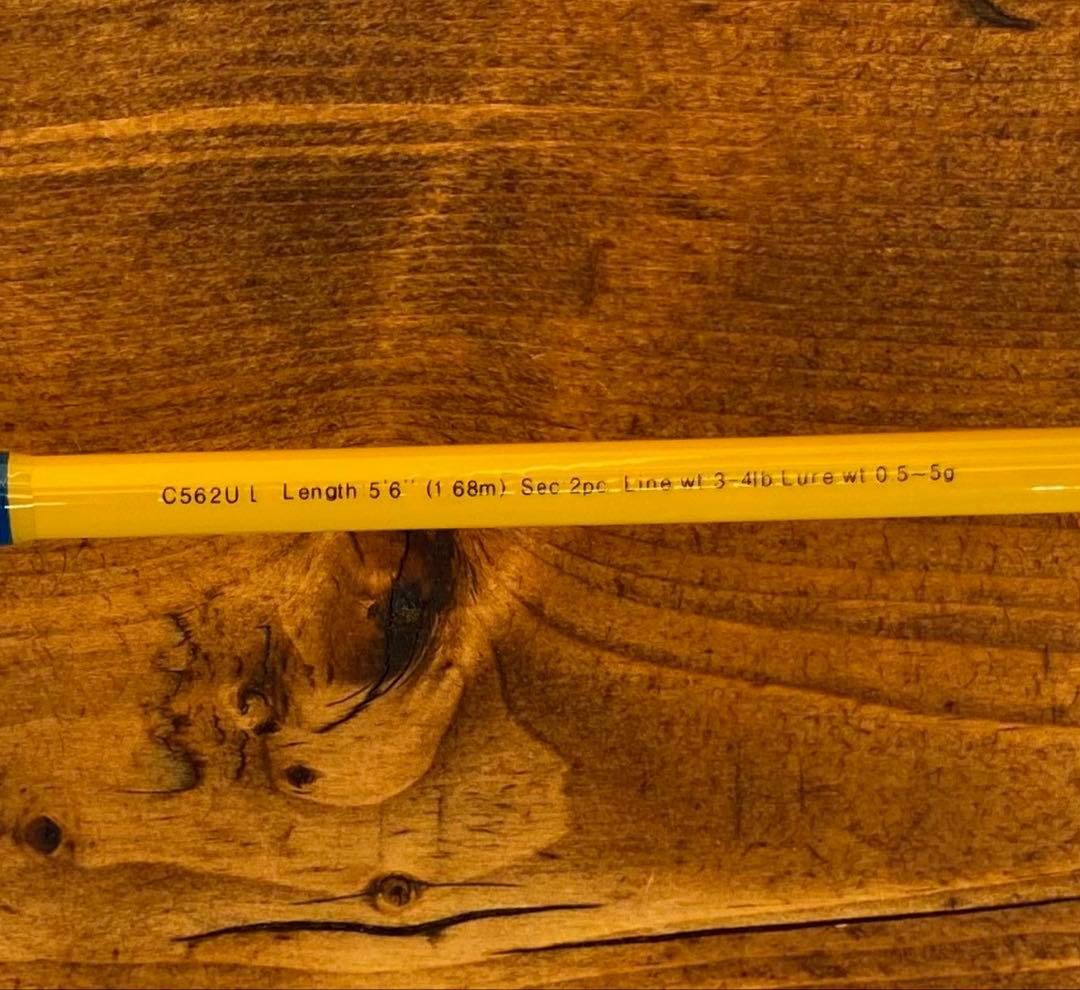 C562UL Length 5'6" (1.68m) Sec 2pc Line wt 3-4lb Lure wt 0.5~5g